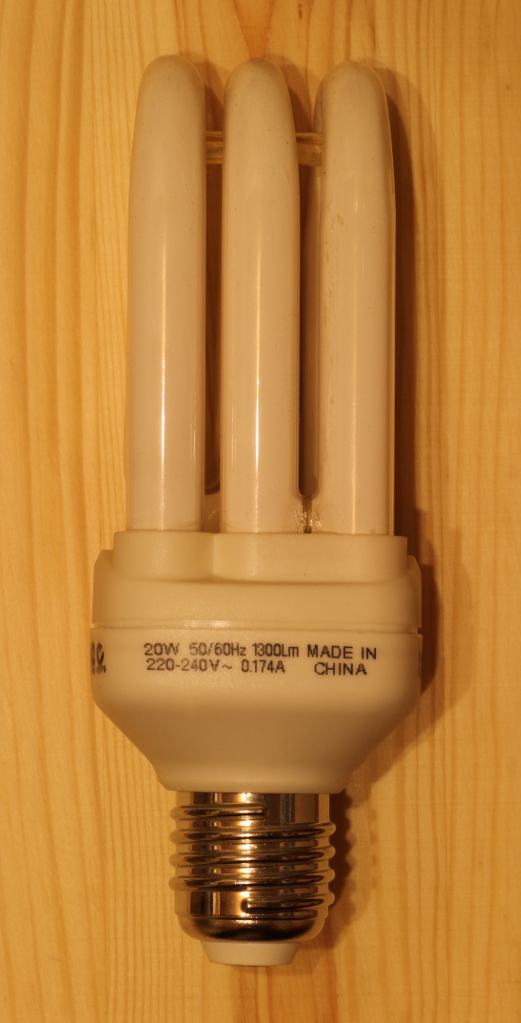 20W 50/60Hz 1300Lm MADE IN
220-240V~ 0.174A CHINA